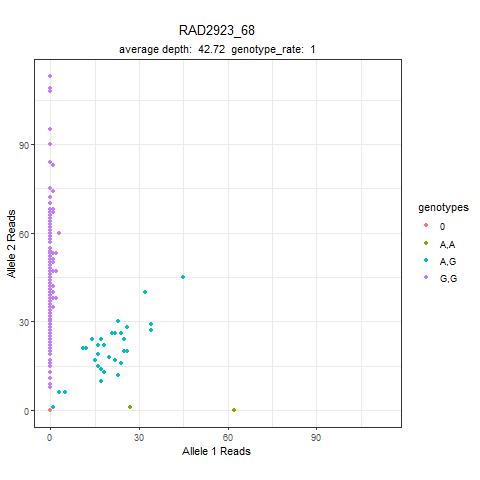 RAD2923_68
average depth: 42.72 genotype_rate: 1
Allele 2 Reads
90
60
30
0
0
30
60
90
Allele 1 Reads
genotypes
0
A,A
A,G
G,G